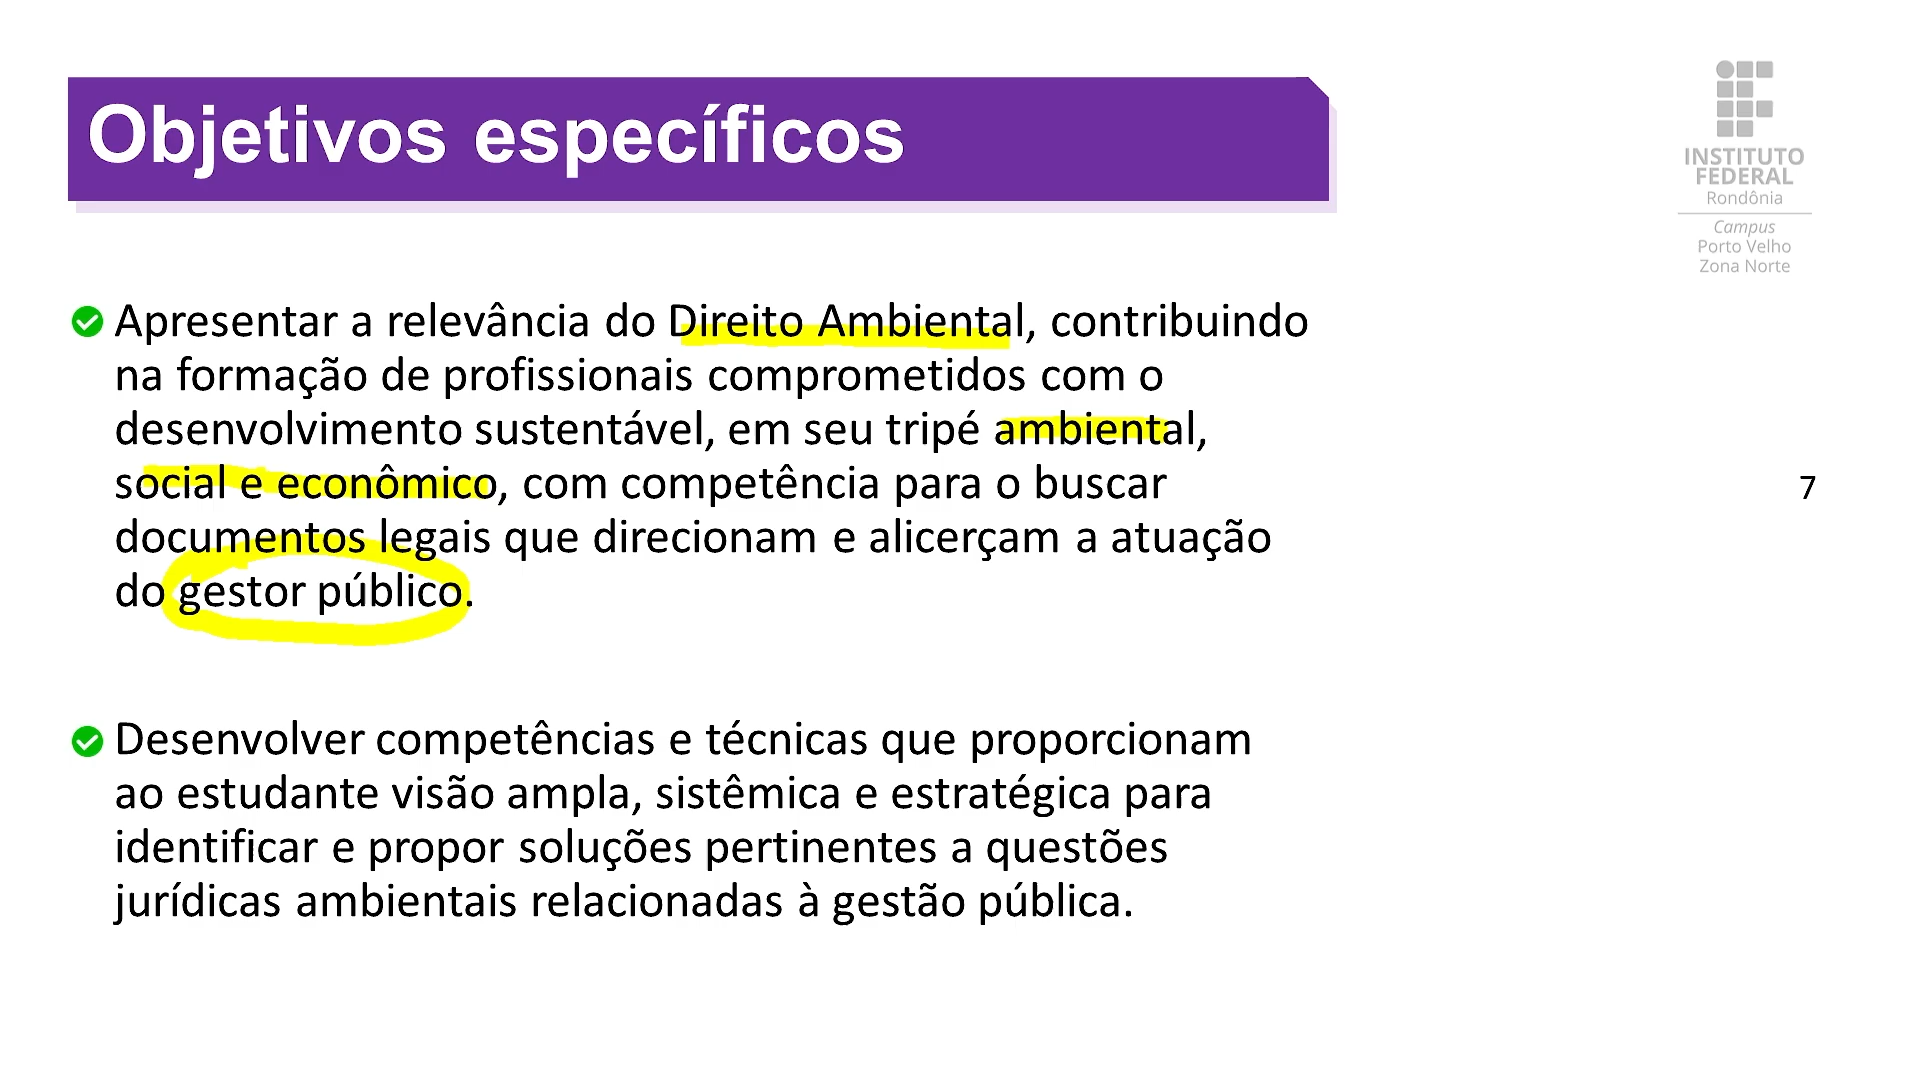 Objetivos específicos
INSTITUTO
FEDERAL
Rondônia
Campus
Porto Velho
Zona Norte
Apresentar a relevância do Direito Ambiental, contribuindo
na formação de profissionais comprometidos com o
desenvolvimento sustentável, em seu tripé ambiental,
social e econômico, com competência para o buscar
documentos legais que direcionam e alicerçam a atuação
do gestor público.
7
Desenvolver competências e técnicas que proporcionam
ao estudante visão ampla, sistêmica e estratégica para
identificar e propor soluções pertinentes a questões
jurídicas ambientais relacionadas à gestão pública.